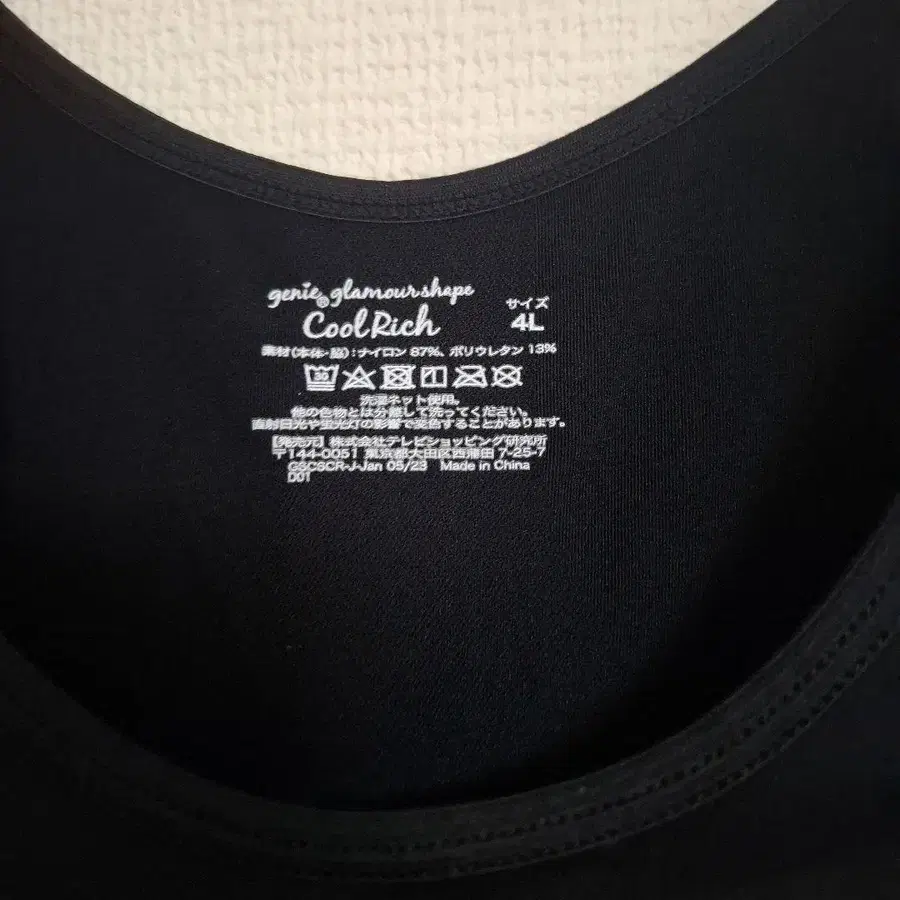 genie® glamour shape
Cool Rich
サイズ
4L
素材(本体・脇):ナイロン 87%、ポリウレタン 13%
30
洗濯ネット使用。
他の色物とは分離して洗ってください。
直射日光や蛍光灯の影響で変色することがあります。
【発売元】株式会社テレビショッピング研究所
〒144-0051 東京都大田区西蒲田 7-25-7
GSCSCR-J-Jan 05/23 Made in China
D01